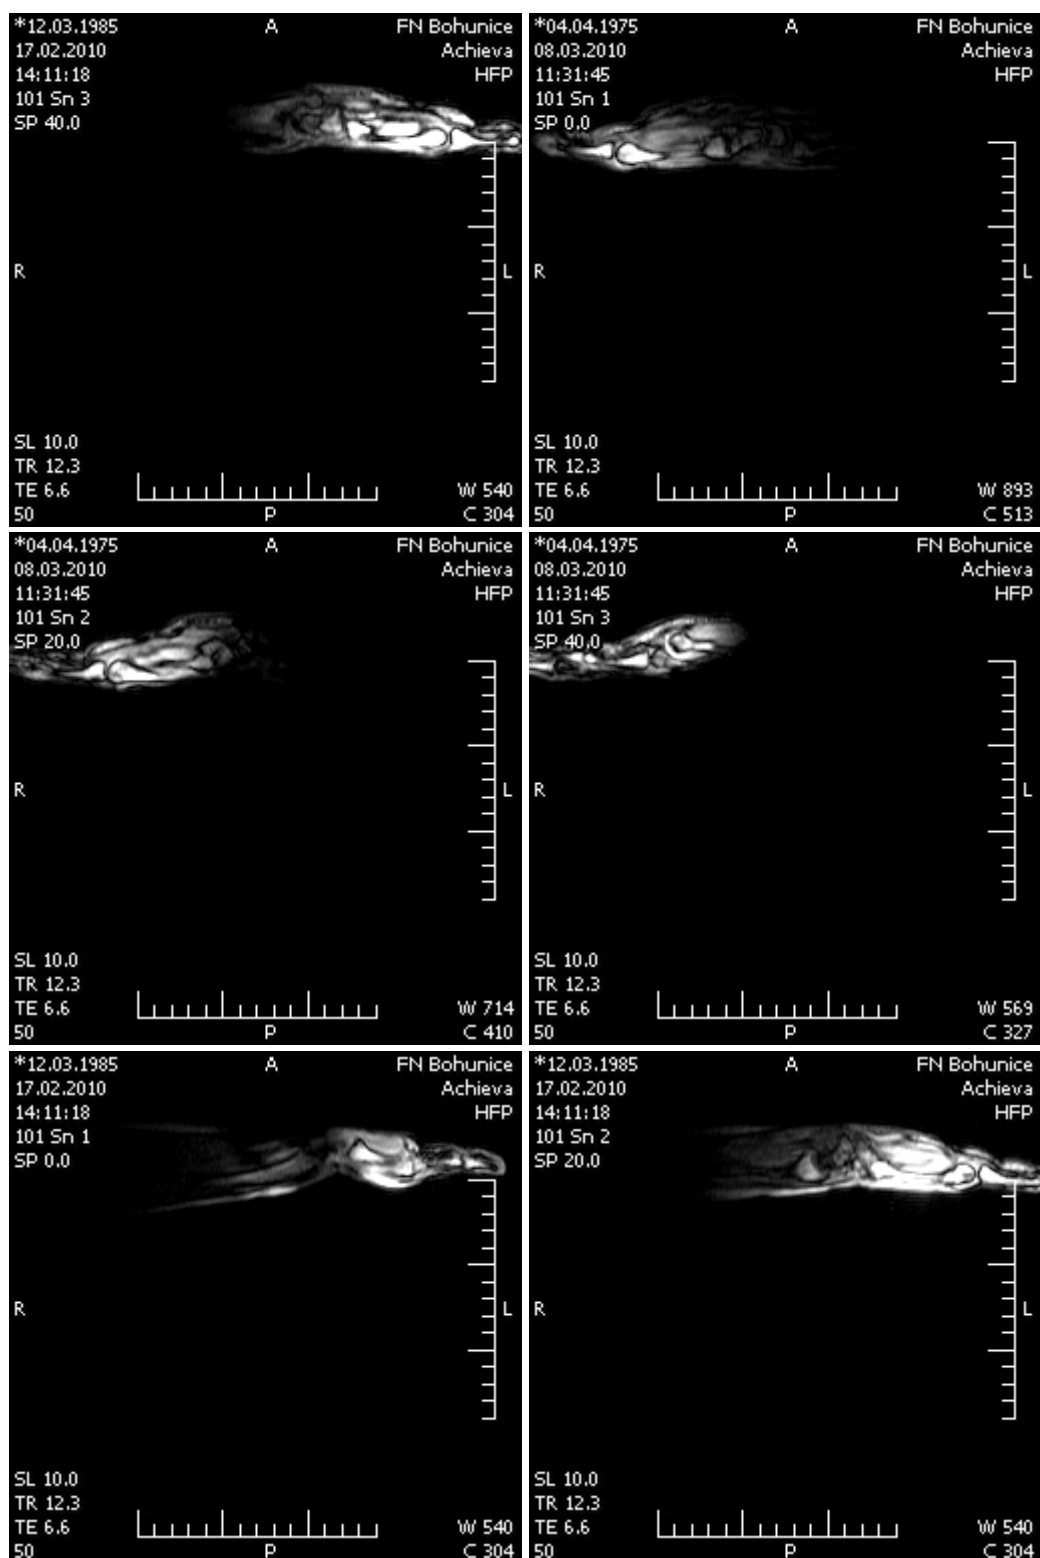 *12.03.1985 A FN Bohunice
17.02.2010 Achieva
14:11:18 HFP
101 Sn 3
SP 40.0
R L
SL 10.0
TR 12.3
TE 6.6 W 540
50 P C 304
*04.04.1975 A FN Bohunice
08.03.2010 Achieva
11:31:45 HFP
101 Sn 1
SP 0.0
R L
SL 10.0
TR 12.3
TE 6.6 W 893
50 P C 513
*04.04.1975 A FN Bohunice
08.03.2010 Achieva
11:31:45 HFP
101 Sn 2
SP 20.0
R L
SL 10.0
TR 12.3
TE 6.6 W 714
50 P C 410
*04.04.1975 A FN Bohunice
08.03.2010 Achieva
11:31:45 HFP
101 Sn 3
SP 40.0
R L
SL 10.0
TR 12.3
TE 6.6 W 569
50 P C 327
*12.03.1985 A FN Bohunice
17.02.2010 Achieva
14:11:18 HFP
101 Sn 1
SP 0.0
R L
SL 10.0
TR 12.3
TE 6.6 W 540
50 P C 304
*12.03.1985 A FN Bohunice
17.02.2010 Achieva
14:11:18 HFP
101 Sn 2
SP 20.0
R L
SL 10.0
TR 12.3
TE 6.6 W 540
50 P C 304